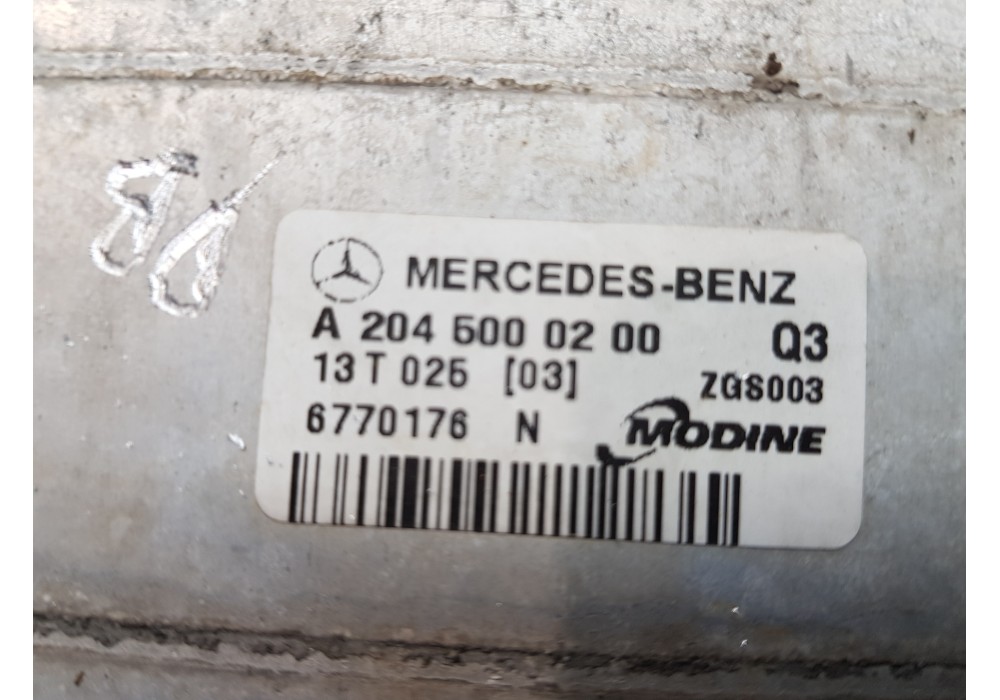 MERCEDES-BENZ
A 204 500 02 00 Q3
13 T 025 [03] ZGS003
6770176 N MODINE